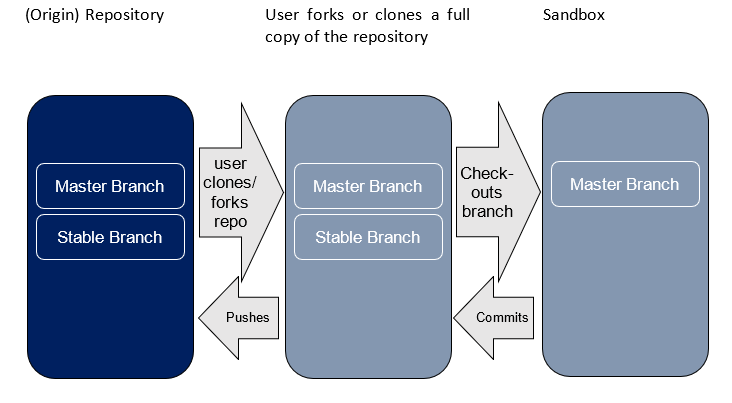 (Origin) Repository
User forks or clones a full
copy of the repository
Sandbox
Master Branch
Stable Branch
user
clones/
forks
repo
Pushes
Master Branch
Stable Branch
Check-
outs
branch
Commits
Master Branch